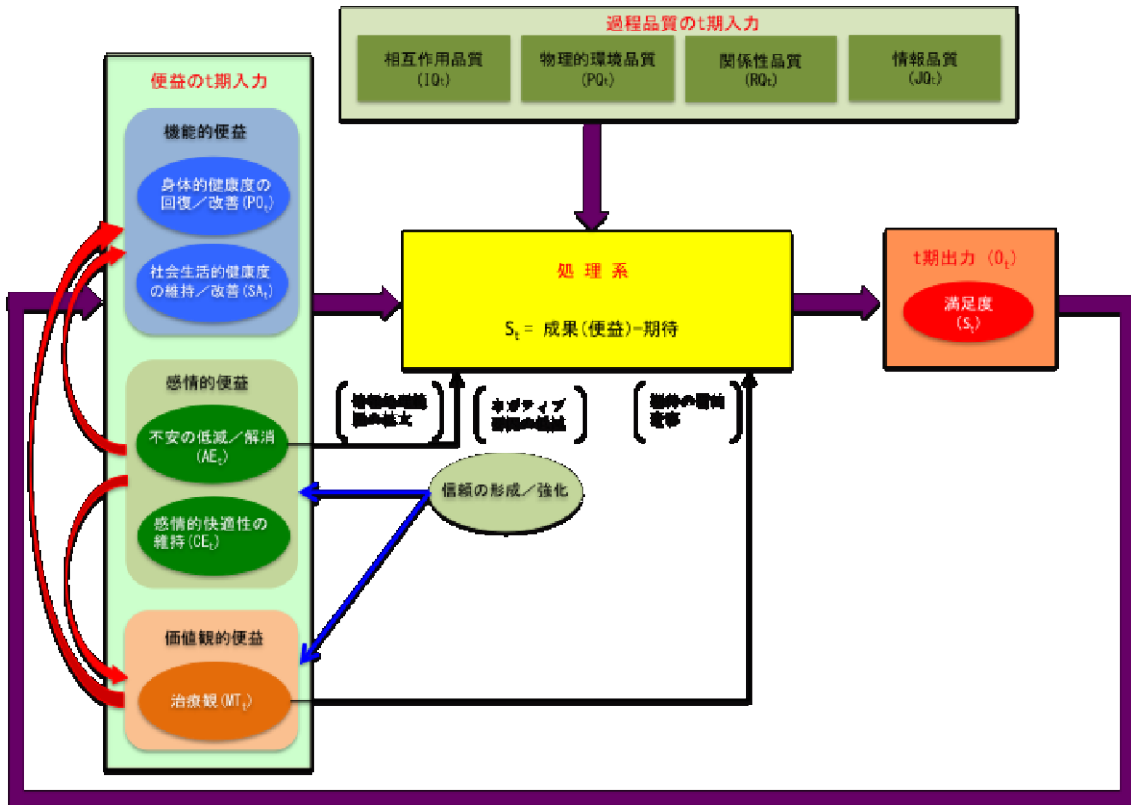 過程品質のt期入力
相互作用品質
(IQt)
物理的環境品質
(PQt)
関係性品質
(RQt)
情報品質
(JQt)
便益のt期入力
機能的便益
身体的健康度の
回復／改善(POt)
社会生活的健康度
の維持/改善(SAt)
感情的便益
不安の低減／解消
(AEt)
感情的快適性の
維持(CEt)
価値観的便益
治療観(MTt)
処 理 系
St = 成果(便益)-期待
t期出力 (Ot)
満足度
(St)
ネガティブ
信頼の形成／強化